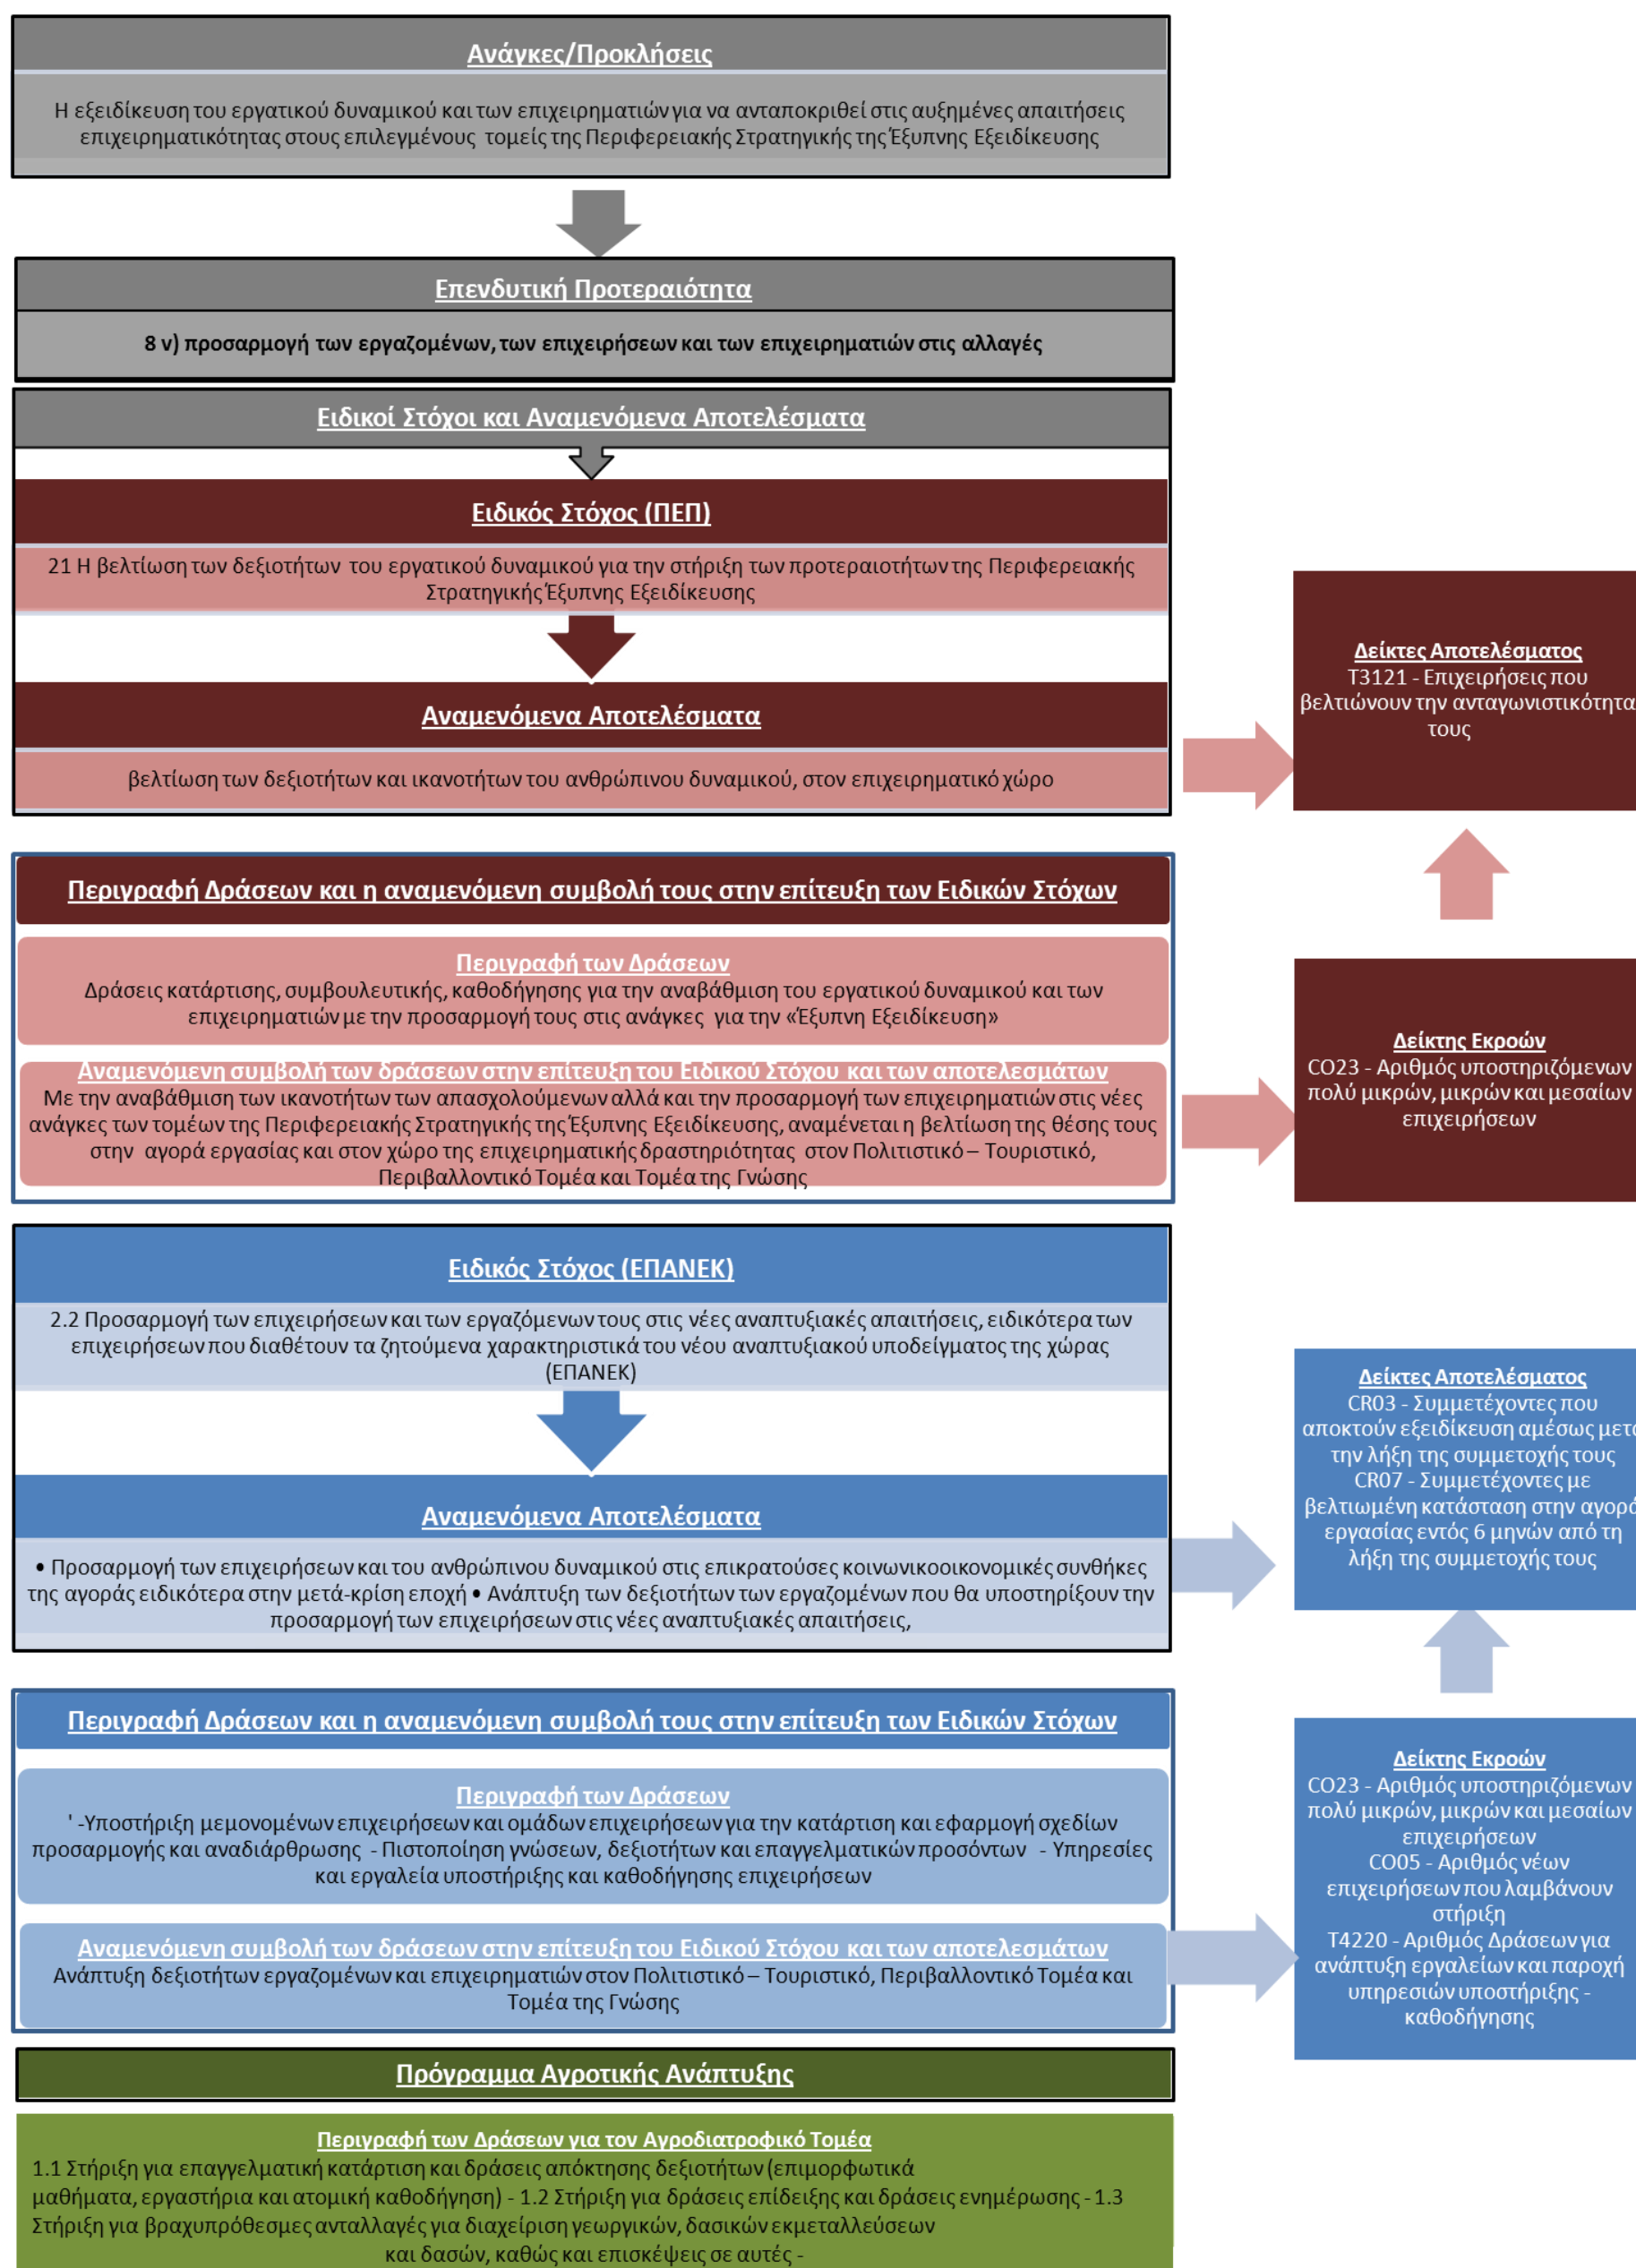 Ανάγκες/Προκλήσεις
Η εξειδίκευση του εργατικού δυναμικού και των επιχειρηματιών για να ανταποκριθεί στις αυξημένες απαιτήσεις
επιχειρηματικότητας στους επιλεγμένους τομείς της Περιφερειακής Στρατηγικής της Έξυπνης Εξειδίκευσης
Επενδυτική Προτεραιότητα
8 v) προσαρμογή των εργαζομένων, των επιχειρήσεων και των επιχειρηματιών στις αλλαγές
Ειδικοί Στόχοι και Αναμενόμενα Αποτελέσματα
Ειδικός Στόχος (ΠΕΠ)
21 Η βελτίωση των δεξιοτήτων του εργατικού δυναμικού για την στήριξη των προτεραιοτήτων της Περιφερειακής
Στρατηγικής Έξυπνης Εξειδίκευσης
Αναμενόμενα Αποτελέσματα
βελτίωση των δεξιοτήτων και ικανοτήτων του ανθρώπινου δυναμικού, στον επιχειρηματικό χώρο
Δείκτες Αποτελέσματος
Τ3121 - Επιχειρήσεις που
βελτιώνουν την ανταγωνιστικότητα
τους
Περιγραφή Δράσεων και η αναμενόμενη συμβολή τους στην επίτευξη των Ειδικών Στόχων
Περιγραφή των Δράσεων
Δράσεις κατάρτισης, συμβουλευτικής, καθοδήγησης για την αναβάθμιση του εργατικού δυναμικού και των
επιχειρηματιών με την προσαρμογή τους στις ανάγκες για την «Έξυπνη Εξειδίκευση»
Αναμενόμενη συμβολή των δράσεων στην επίτευξη του Ειδικού Στόχου και των αποτελεσμάτων
Με την αναβάθμιση των ικανοτήτων των απασχολούμενων αλλά και την προσαρμογή των επιχειρηματιών στις νέες
ανάγκες των τομέων της Περιφερειακής Στρατηγικής της Έξυπνης Εξειδίκευσης, αναμένεται η βελτίωση της θέσης τους
στην αγορά εργασίας και στον χώρο της επιχειρηματικής δραστηριότητας στον Πολιτιστικό – Τουριστικό,
Περιβαλλοντικό Τομέα και Τομέα της Γνώσης
Δείκτης Εκροών
CO23 - Αριθμός υποστηριζόμενων
πολύ μικρών, μικρών και μεσαίων
επιχειρήσεων
Ειδικός Στόχος (ΕΠΑΝΕΚ)
2.2 Προσαρμογή των επιχειρήσεων και των εργαζόμενων τους στις νέες αναπτυξιακές απαιτήσεις, ειδικότερα των
επιχειρήσεων που διαθέτουν τα ζητούμενα χαρακτηριστικά του νέου αναπτυξιακού υποδείγματος της χώρας
(ΕΠΑΝΕΚ)
Αναμενόμενα Αποτελέσματα
• Προσαρμογή των επιχειρήσεων και του ανθρώπινου δυναμικού στις επικρατούσες κοινωνικοοικονομικές συνθήκες
της αγοράς ειδικότερα στην μετά-κρίση εποχή • Ανάπτυξη των δεξιοτήτων των εργαζομένων που θα υποστηρίξουν την
προσαρμογή των επιχειρήσεων στις νέες αναπτυξιακές απαιτήσεις,
Δείκτες Αποτελέσματος
CR03 - Συμμετέχοντες που
αποκτούν εξειδίκευση αμέσως μετά
την λήξη της συμμετοχής τους
CR07 - Συμμετέχοντες με
βελτιωμένη κατάσταση στην αγορά
εργασίας εντός 6 μηνών από τη
λήξη της συμμετοχής τους
Περιγραφή Δράσεων και η αναμενόμενη συμβολή τους στην επίτευξη των Ειδικών Στόχων
Περιγραφή των Δράσεων
' -Υποστήριξη μεμονομένων επιχειρήσεων και ομάδων επιχειρήσεων για την κατάρτιση και εφαρμογή σχεδίων
προσαρμογής και αναδιάρθρωσης - Πιστοποίηση γνώσεων, δεξιοτήτων και επαγγελματικών προσόντων - Υπηρεσίες
και εργαλεία υποστήριξης και καθοδήγησης επιχειρήσεων
Αναμενόμενη συμβολή των δράσεων στην επίτευξη του Ειδικού Στόχου και των αποτελεσμάτων
Ανάπτυξη δεξιοτήτων εργαζομένων και επιχειρηματιών στον Πολιτιστικό – Τουριστικό, Περιβαλλοντικό Τομέα και
Τομέα της Γνώσης
Δείκτης Εκροών
CO23 - Αριθμός υποστηριζόμενων
πολύ μικρών, μικρών και μεσαίων
επιχειρήσεων
CO05 - Αριθμός νέων
επιχειρήσεων που λαμβάνουν
στήριξη
Τ4220 - Αριθμός Δράσεων για
ανάπτυξη εργαλείων και παροχή
υπηρεσιών υποστήριξης -
καθοδήγησης
Πρόγραμμα Αγροτικής Ανάπτυξης
Περιγραφή των Δράσεων για τον Αγροδιατροφικό Τομέα
1.1 Στήριξη για επαγγελματική κατάρτιση και δράσεις απόκτησης δεξιοτήτων (επιμορφωτικά
μαθήματα, εργαστήρια και ατομική καθοδήγηση) - 1.2 Στήριξη για δράσεις επίδειξης και δράσεις ενημέρωσης - 1.3
Στήριξη για βραχυπρόθεσμες ανταλλαγές για διαχείριση γεωργικών, δασικών εκμεταλλεύσεων
και δασών, καθώς και επισκέψεις σε αυτές -